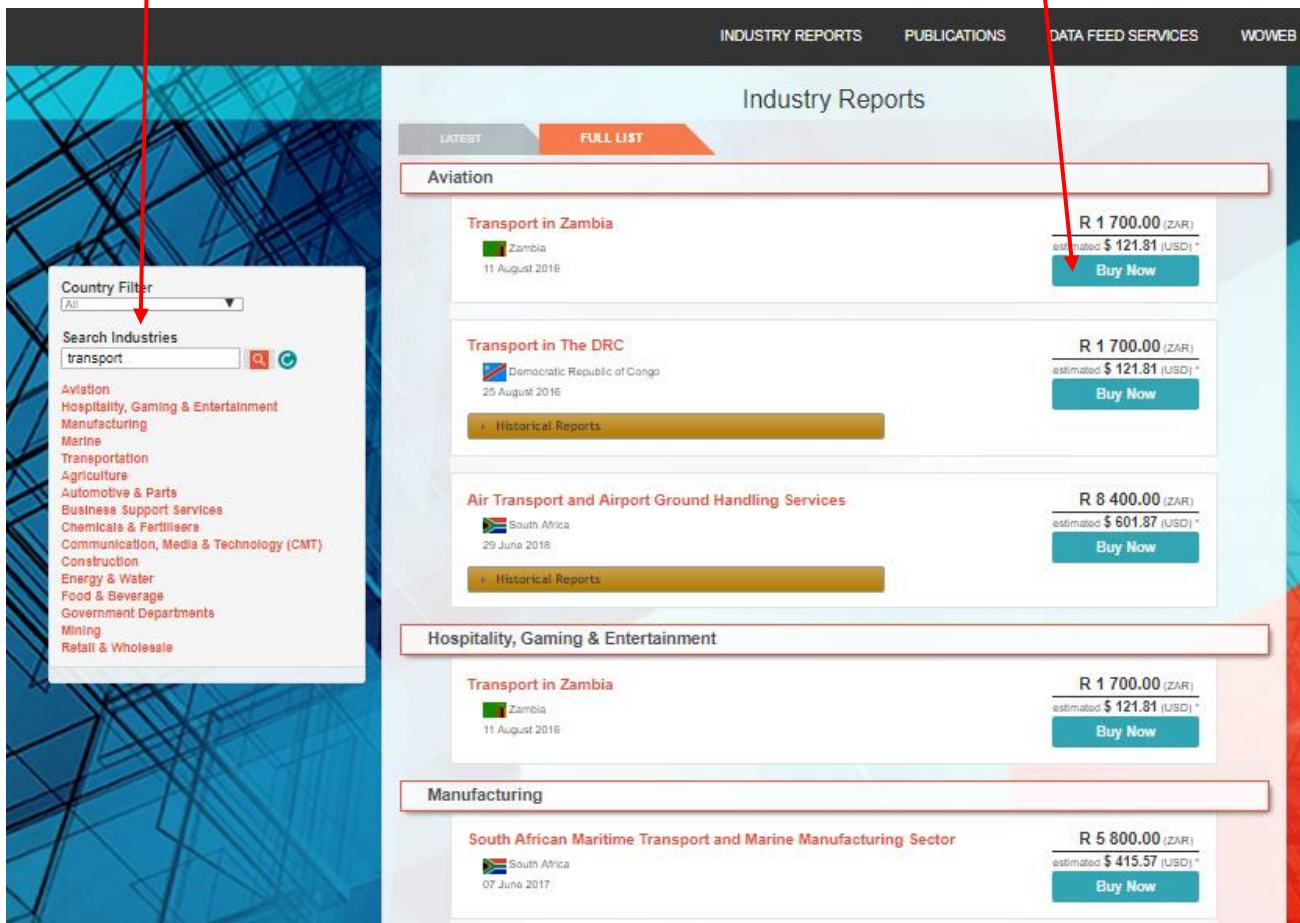 INDUSTRY REPORTS PUBLICATIONS DATA FEED SERVICES WOWEB
Industry Reports
LATEST FULL LIST
Country Filter
All
Search Industries
transport
Aviation
Hospitality, Gaming & Entertainment
Manufacturing
Marine
Transportation
Agriculture
Automotive & Parts
Business Support Services
Chemicals & Fertilisers
Communication, Media & Technology (CMT)
Construction
Energy & Water
Food & Beverage
Government Departments
Mining
Retail & Wholesale
Aviation
Transport in Zambia
Zambia
11 August 2016
R 1 700.00 (ZAR)
estimated $ 121.81 (USD) *
Buy Now
Transport in The DRC
Democratic Republic of Congo
25 August 2016
Historical Reports
R 1 700.00 (ZAR)
estimated $ 121.81 (USD) *
Buy Now
Air Transport and Airport Ground Handling Services
South Africa
29 June 2018
Historical Reports
R 8 400.00 (ZAR)
estimated $ 601.87 (USD) *
Buy Now
Hospitality, Gaming & Entertainment
Transport in Zambia
Zambia
11 August 2016
R 1 700.00 (ZAR)
estimated $ 121.81 (USD) *
Buy Now
Manufacturing
South African Maritime Transport and Marine Manufacturing Sector
South Africa
07 June 2017
R 5 800.00 (ZAR)
estimated $ 415.57 (USD) *
Buy Now